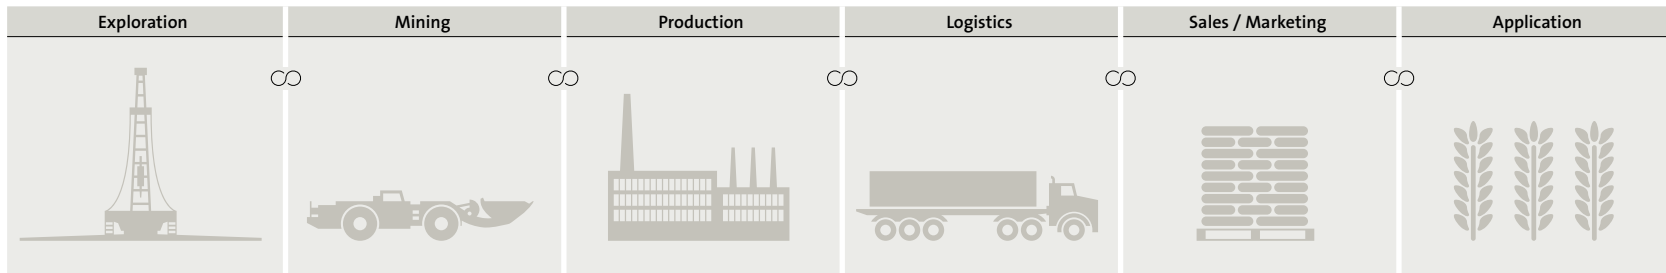 Exploration
Mining
Production
Logistics
Sales / Marketing
Application